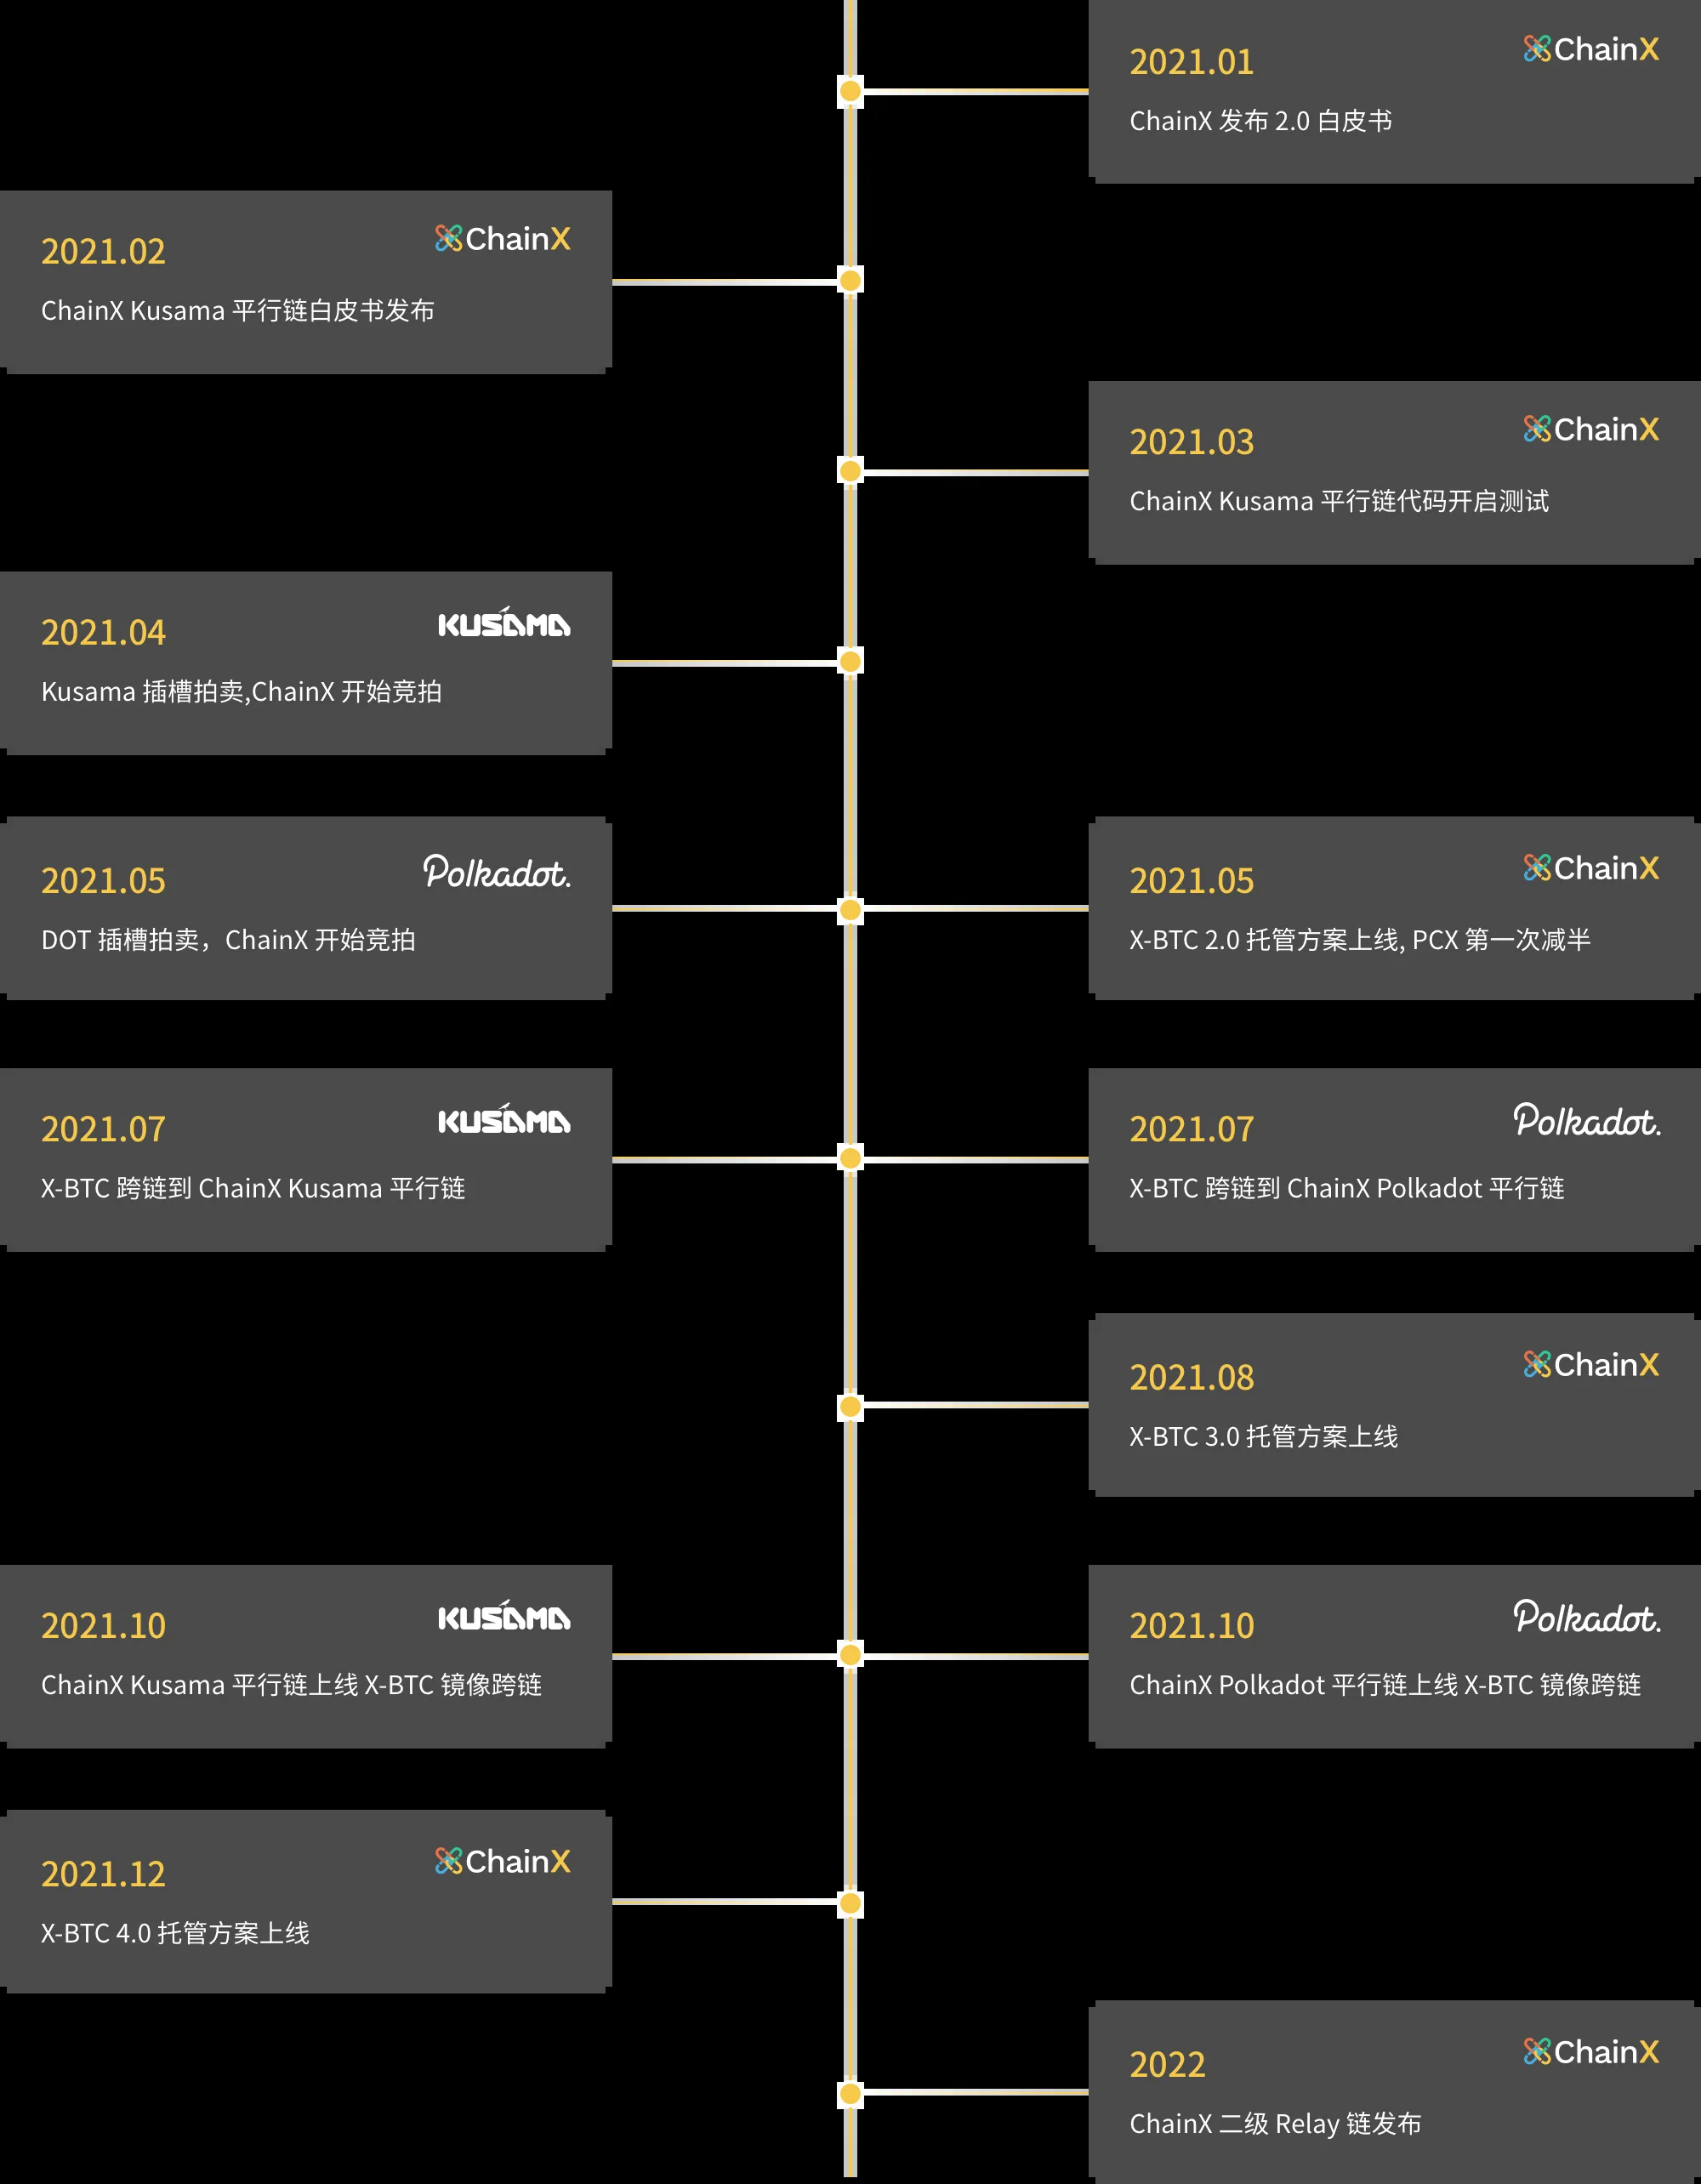 2021.01
ChainX
ChainX 发布 2.0 白皮书
2021.02
ChainX
ChainX Kusama 平行链白皮书发布
2021.03
ChainX
ChainX Kusama 平行链代码开启测试
2021.04
KUSAMA
Kusama 插槽拍卖,ChainX 开始竞拍
2021.05
Polkadot.
DOT 插槽拍卖，ChainX 开始竞拍
2021.05
ChainX
X-BTC 2.0 托管方案上线, PCX 第一次减半
2021.07
KUSAMA
X-BTC 跨链到 ChainX Kusama 平行链
2021.07
Polkadot.
X-BTC 跨链到 ChainX Polkadot 平行链
2021.08
ChainX
X-BTC 3.0 托管方案上线
2021.10
KUSAMA
ChainX Kusama 平行链上线 X-BTC 镜像跨链
2021.10
Polkadot.
ChainX Polkadot 平行链上线 X-BTC 镜像跨链
2021.12
ChainX
X-BTC 4.0 托管方案上线
2022
ChainX
ChainX 二级 Relay 链发布